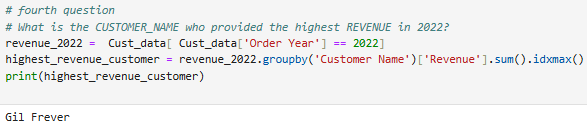 # fourth question
# What is the CUSTOMER_NAME who provided the highest REVENUE in 2022?
revenue_2022 =  Cust_data[ Cust_data['Order Year'] == 2022]
highest_revenue_customer = revenue_2022.groupby('Customer Name')['Revenue'].sum().idxmax()
print(highest_revenue_customer)
Gil Frever